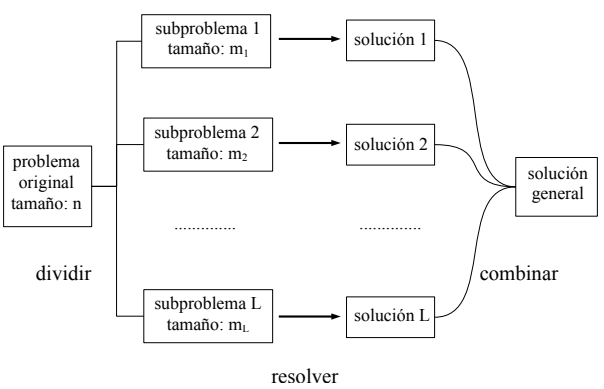 subproblema 1
tamaño: m₁
solución 1
subproblema 2
tamaño: m₂
solución 2
problema
original
tamaño: n
solución
general
..............
..............
dividir
combinar
subproblema L
tamaño: m_L
solución L
resolver